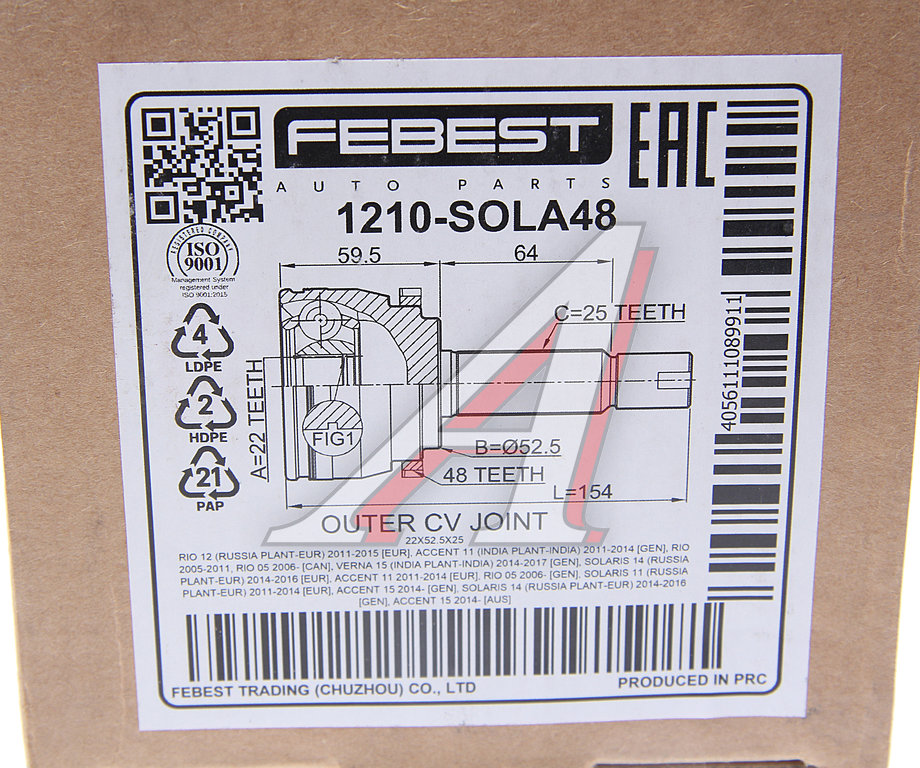 FEBEST
AUTO PARTS
EAC
1210-SOLA48
REGISTERED COMPANY
ISO
9001
Management System
registered under
ISO 9001:2015
4
LDPE
2
HDPE
21
PAP
59.5
64
C=25 TEETH
A=22 TEETH
FIG1
B=Ø52.5
48 TEETH
L=154
OUTER CV JOINT
22X52.5X25
4056111089911
RIO 12 (RUSSIA PLANT-EUR) 2011-2015 [EUR], ACCENT 11 (INDIA PLANT-INDIA) 2011-2014 [GEN], RIO
2005-2011, RIO 05 2006- [CAN], VERNA 15 (INDIA PLANT-INDIA) 2014-2017 [GEN], SOLARIS 14 (RUSSIA
PLANT-EUR) 2014-2016 [EUR], ACCENT 11 2011-2014 [EUR], RIO 05 2006- [GEN], SOLARIS 11 (RUSSIA
PLANT-EUR) 2011-2014 [EUR], ACCENT 15 2014- [GEN], SOLARIS 14 (RUSSIA PLANT-EUR) 2014-2016
[GEN], ACCENT 15 2014- [AUS]
FEBEST TRADING (CHUZHOU) CO., LTD
PRODUCED IN PRC